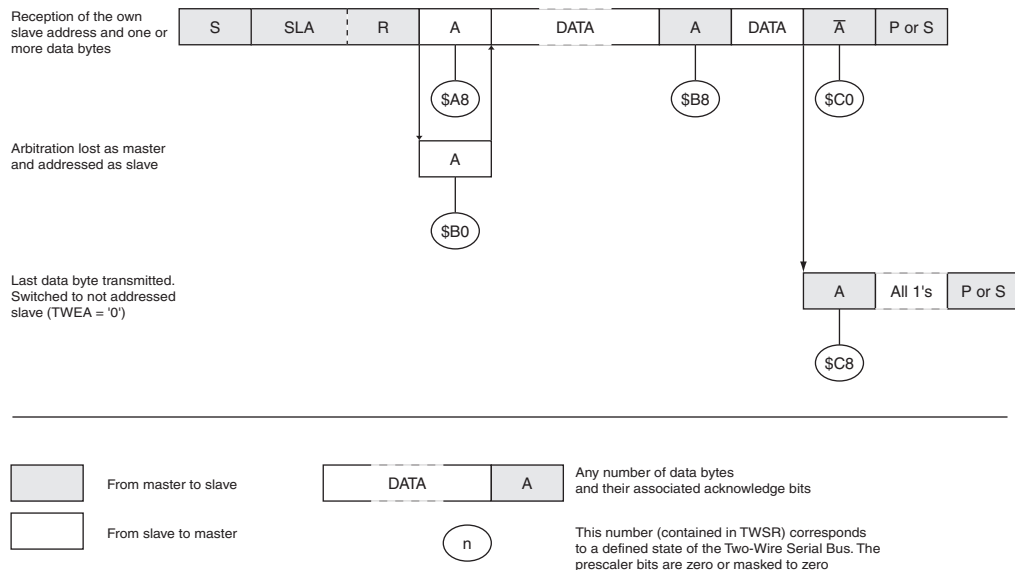 Reception of the own
slave address and one or
more data bytes
S SLA R A DATA A DATA A̅ P or S
$A8 $B8 $C0
Arbitration lost as master
and addressed as slave
A
$B0
Last data byte transmitted.
Switched to not addressed
slave (TWEA = '0')
A All 1's P or S
$C8
From master to slave
DATA A
Any number of data bytes
and their associated acknowledge bits
From slave to master
n
This number (contained in TWSR) corresponds
to a defined state of the Two-Wire Serial Bus. The
prescaler bits are zero or masked to zero